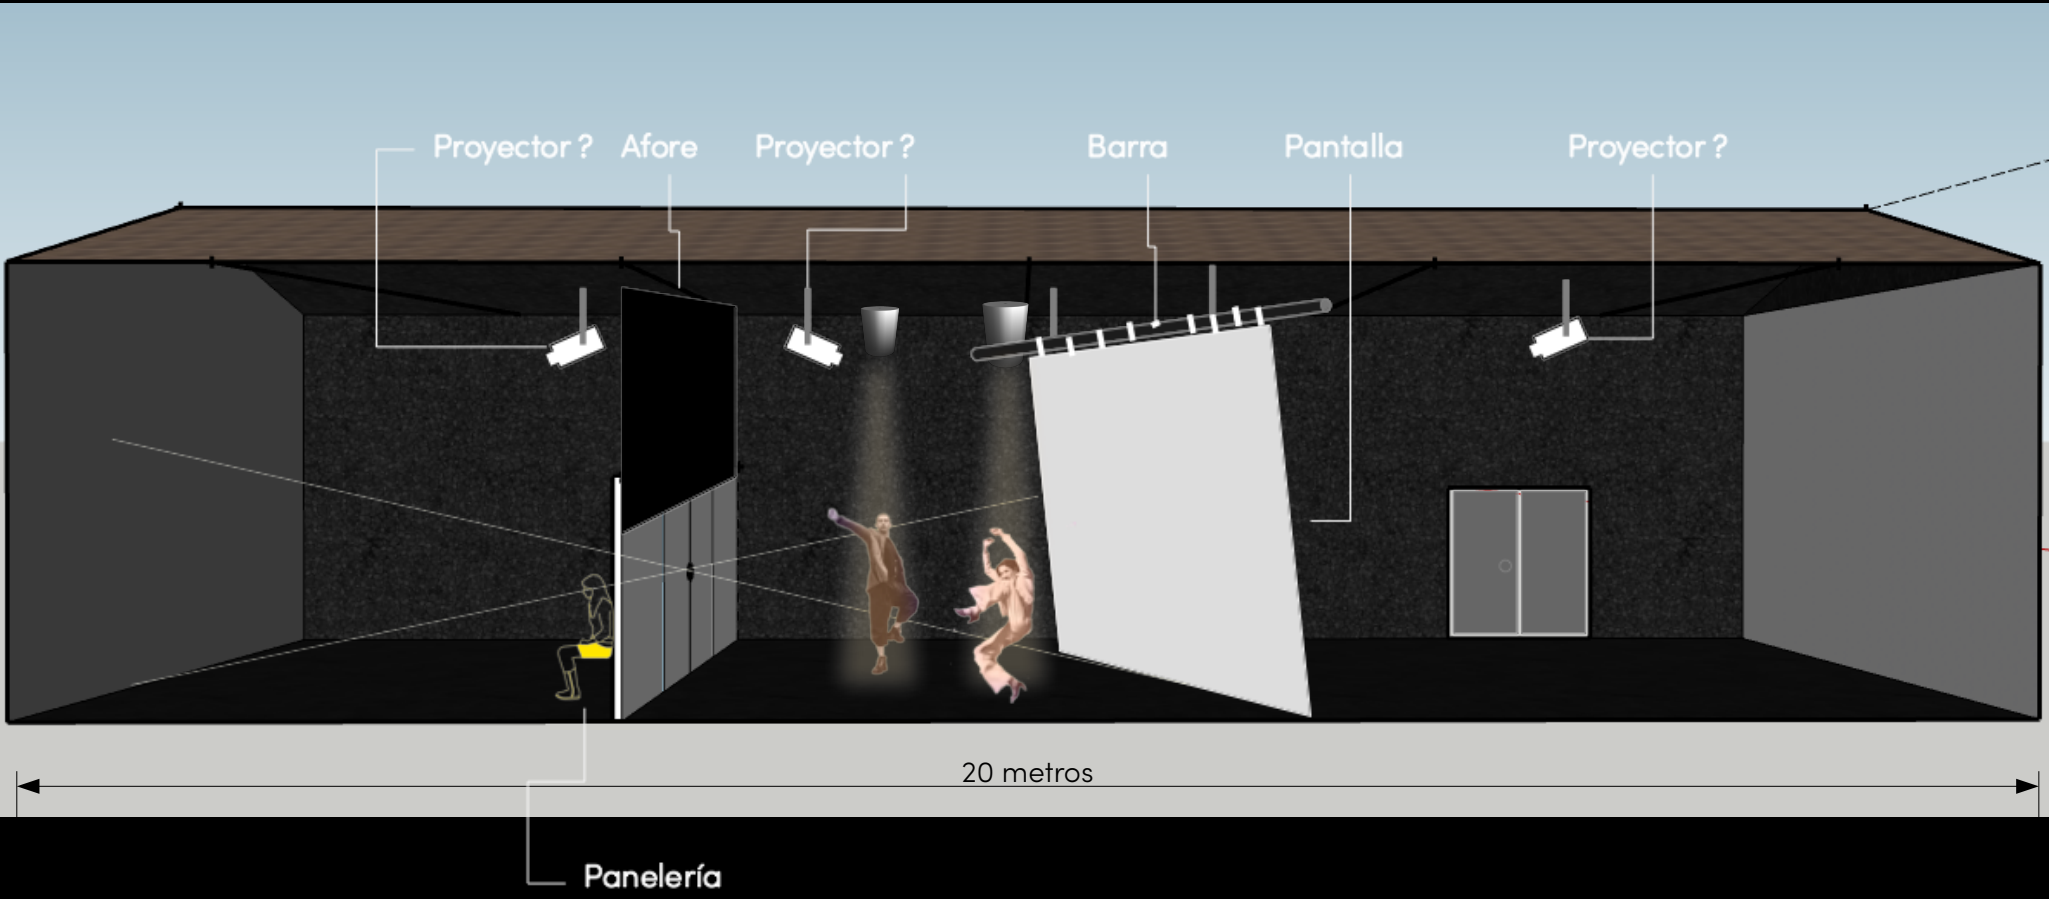 Proyector ?
Afore
Proyector ?
Barra
Pantalla
Proyector ?
20 metros
Panelería